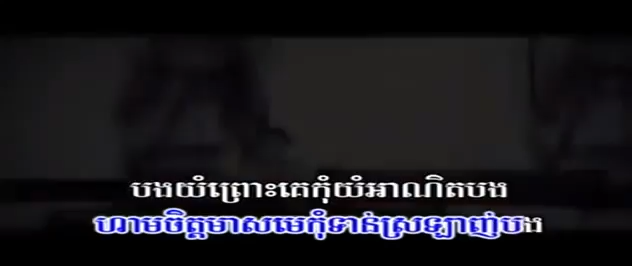 បងយំព្រោះគេកុំយំអាណិតបង
ហាមចិត្តមាសមេកុំទាន់ស្រឡាញ់បង